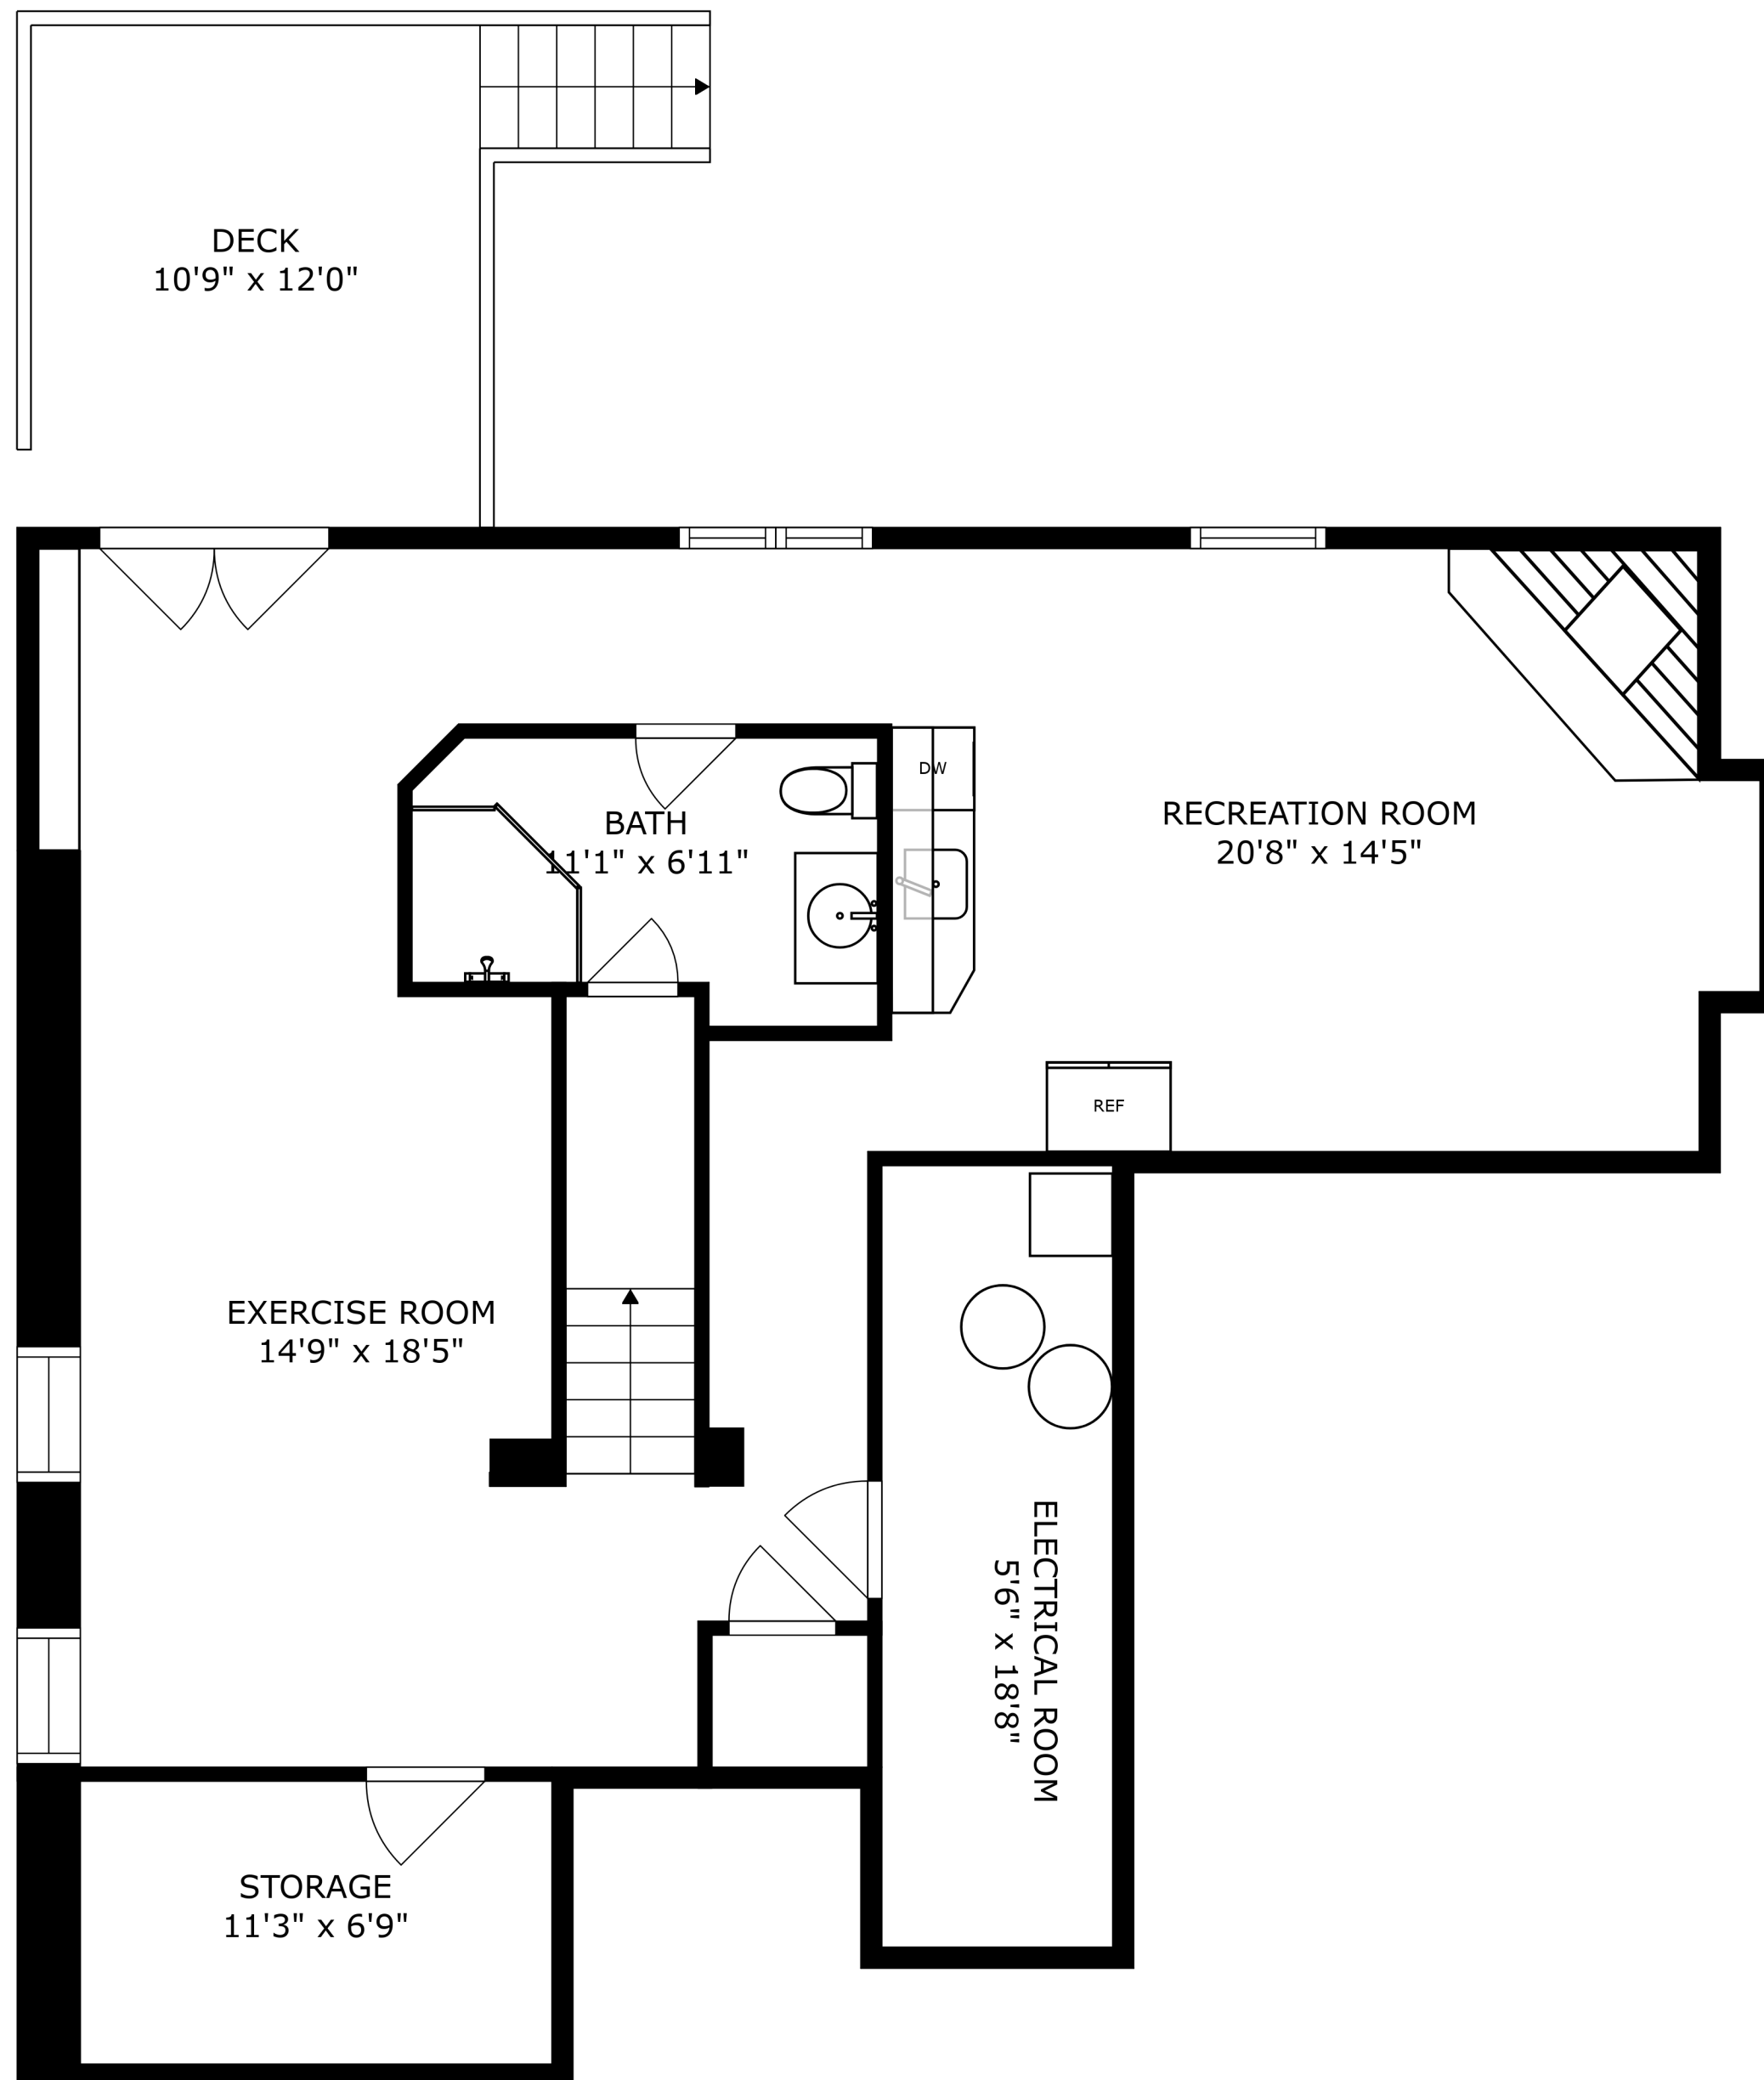 DECK
10'9" x 12'0"
DW
BATH
11'1" x 6'11"
RECREATION ROOM
20'8" x 14'5"
REF
EXERCISE ROOM
14'9" x 18'5"
ELECTRICAL ROOM
5'6" x 18'8"
STORAGE
11'3" x 6'9"